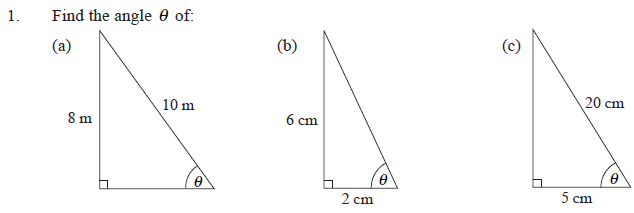 1. Find the angle θ of:
(a) (b) (c)
10 m 20 cm
8 m 6 cm
θ θ θ
2 cm 5 cm